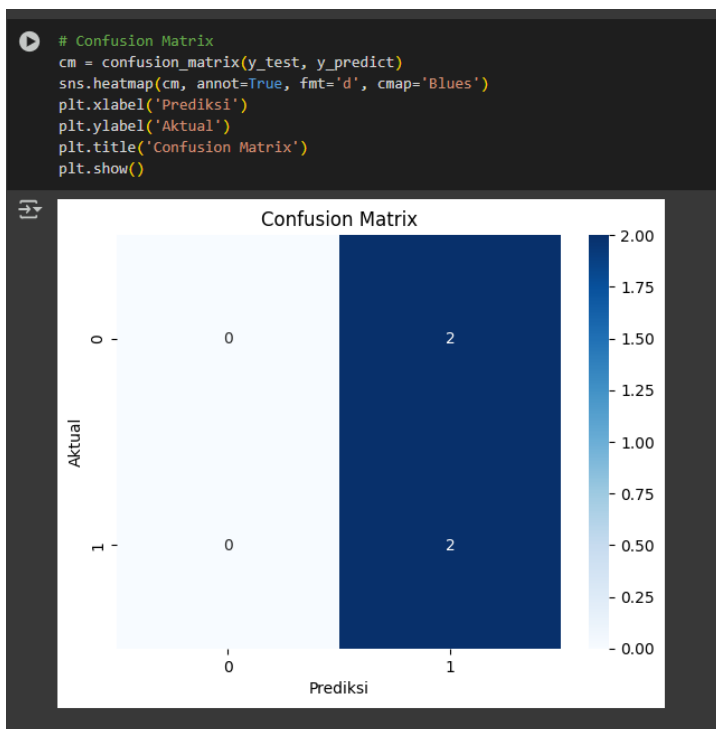 # Confusion Matrix
cm = confusion_matrix(y_test, y_predict)
sns.heatmap(cm, annot=True, fmt='d', cmap='Blues')
plt.xlabel('Prediksi')
plt.ylabel('Aktual')
plt.title('Confusion Matrix')
plt.show()
Confusion Matrix
Aktual
0
0 2
1
0 2
0 1
Prediksi
2.00
1.75
1.50
1.25
1.00
0.75
0.50
0.25
0.00